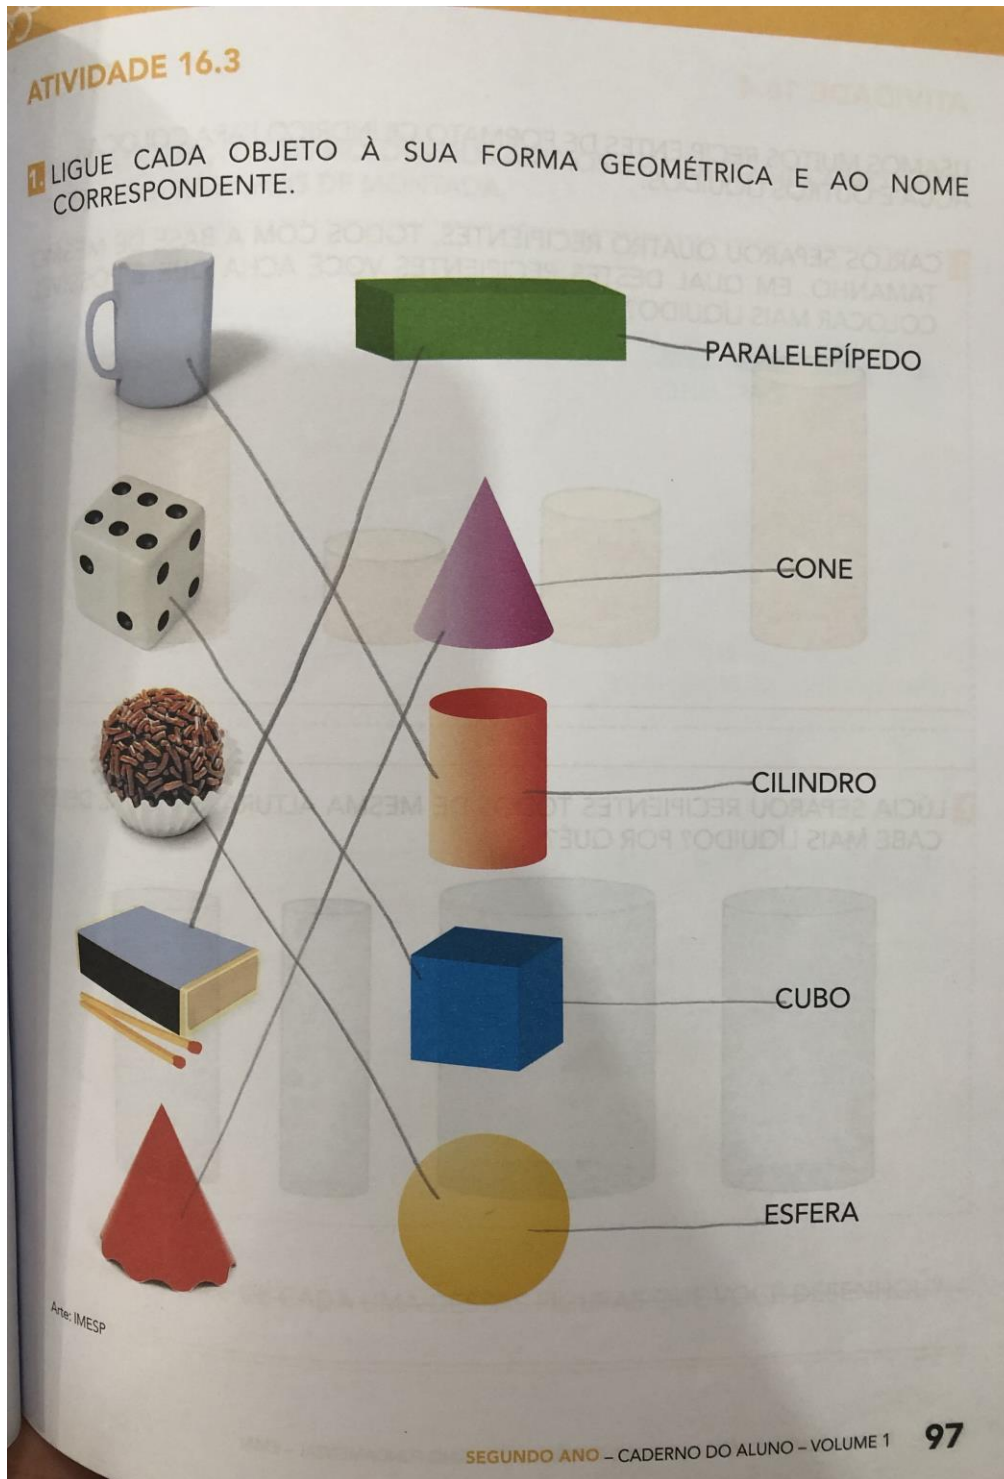 ATIVIDADE 16.3
1. LIGUE CADA OBJETO À SUA FORMA GEOMÉTRICA E AO NOME
CORRESPONDENTE.
PARALELEPÍPEDO
CONE
CILINDRO
CUBO
ESFERA
Arte: IMESP
SEGUNDO ANO – CADERNO DO ALUNO – VOLUME 1 97